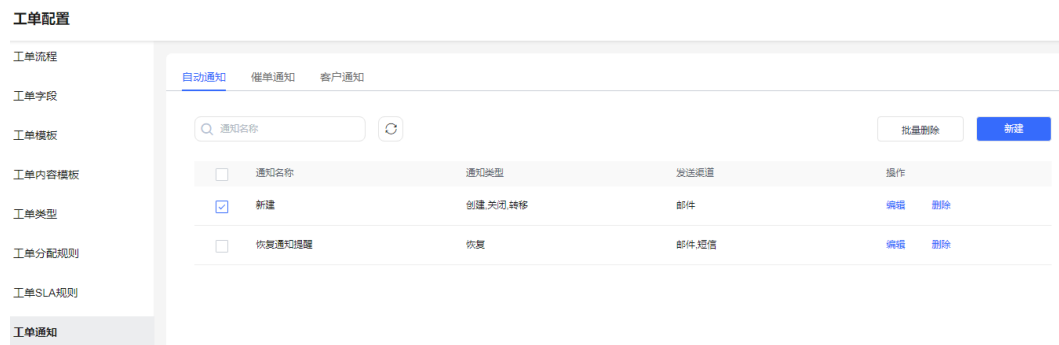 工单配置
工单流程
工单字段
工单模板
工单内容模板
工单类型
工单分配规则
工单SLA规则
工单通知
自动通知 催单通知 客户通知
通知名称 批量删除 新建
通知名称 通知类型 发送渠道 操作
新建 创建,关闭,转移 邮件 编辑 删除
恢复通知提醒 恢复 邮件,短信 编辑 删除